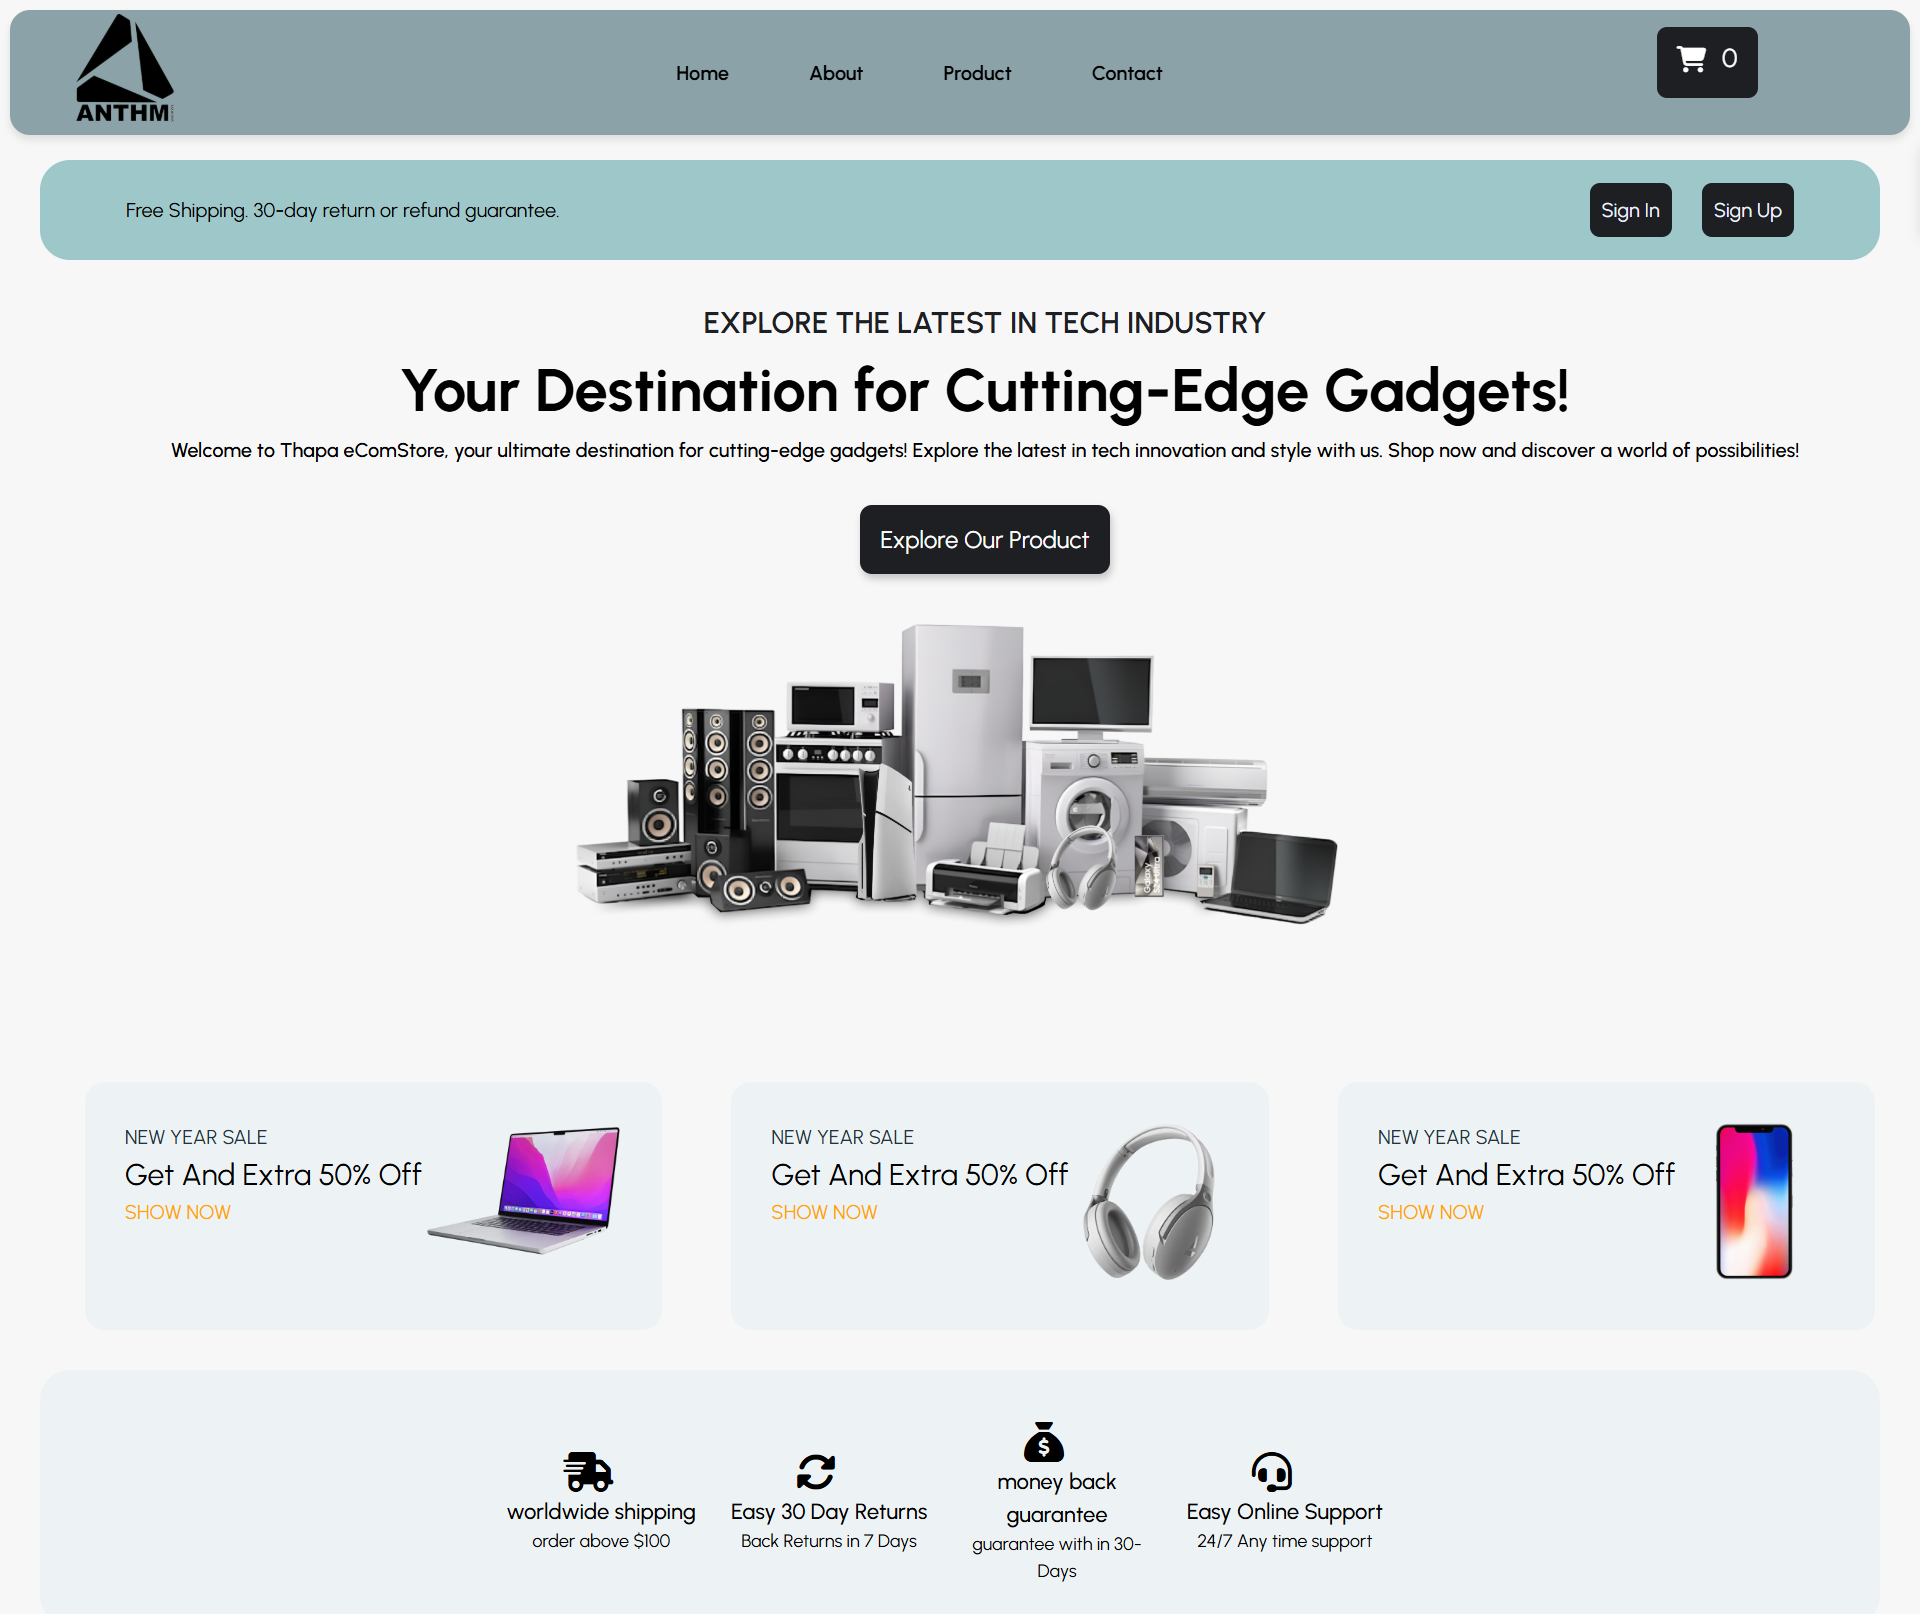 ANTHM
Home About Product Contact
0
Free Shipping. 30-day return or refund guarantee.
Sign In Sign Up
EXPLORE THE LATEST IN TECH INDUSTRY
Your Destination for Cutting-Edge Gadgets!
Welcome to Thapa eComStore, your ultimate destination for cutting-edge gadgets! Explore the latest in tech innovation and style with us. Shop now and discover a world of possibilities!
Explore Our Product
Galaxy
NEW YEAR SALE
Get And Extra 50% Off
SHOW NOW
NEW YEAR SALE
Get And Extra 50% Off
SHOW NOW
NEW YEAR SALE
Get And Extra 50% Off
SHOW NOW
worldwide shipping
order above $100
Easy 30 Day Returns
Back Returns in 7 Days
money back
guarantee
guarantee with in 30-
Days
Easy Online Support
24/7 Any time support